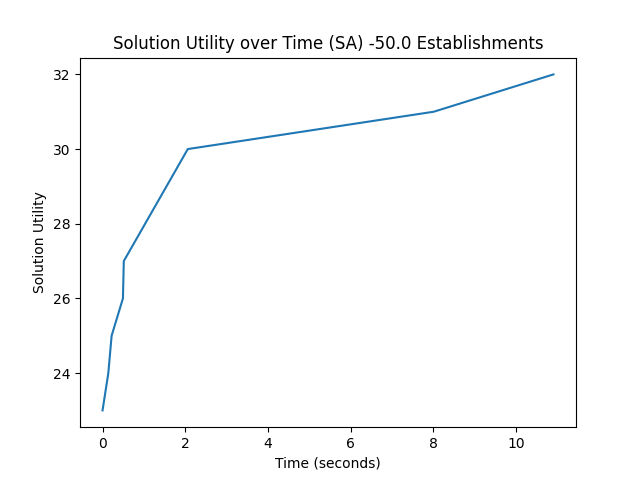 Solution Utility over Time (SA) -50.0 Establishments
32
30
28
26
24
Solution Utility
0 2 4 6 8 10
Time (seconds)